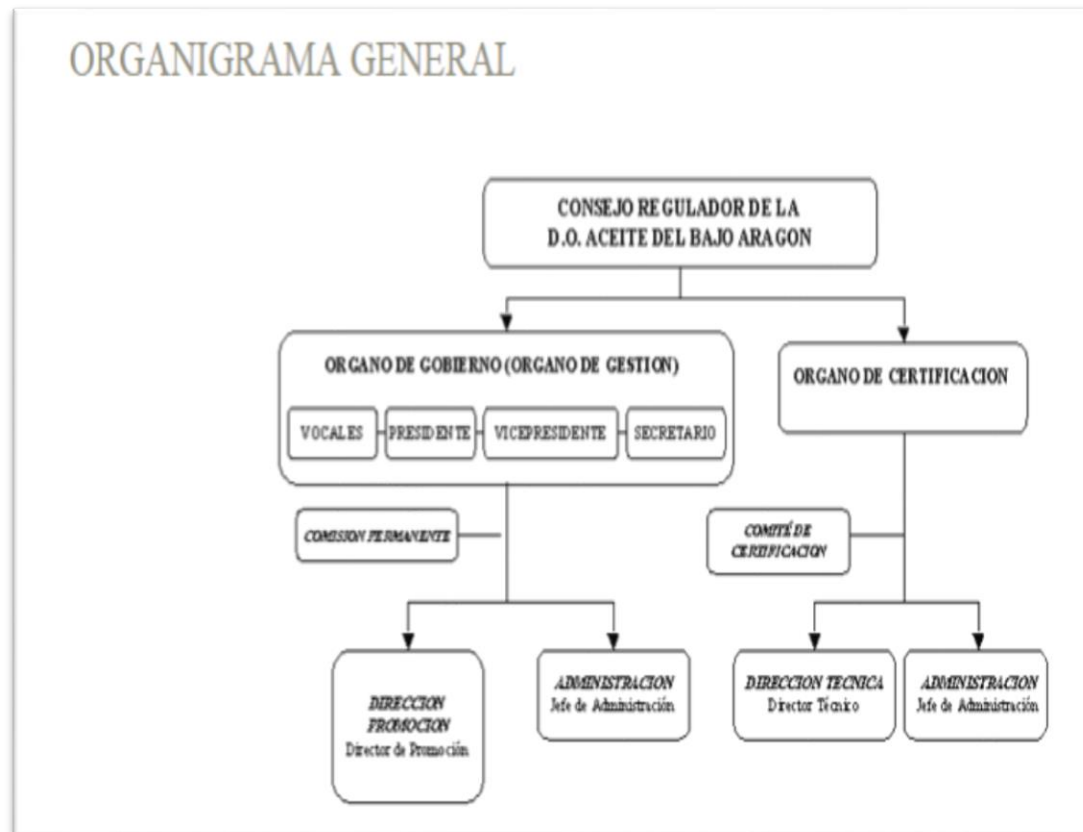 ORGANIGRAMA GENERAL
CONSEJO REGULADOR DE LA
D.O. ACEITE DEL BAJO ARAGON
ORGANO DE GOBIERNO (ORGANO DE GESTION)
VOCALES
PRESIDENTE
VICEPRESIDENTE
SECRETARIO
ORGANO DE CERTIFICACION
COMISION PERMANENTE
COMITÉ DE
CERTIFICACION
DIRECCION
PROMOCION
Director de Promoción
ADMINISTRACION
Jefe de Administración
DIRECCION TECNICA
Director Técnico
ADMINISTRACION
Jefe de Administración